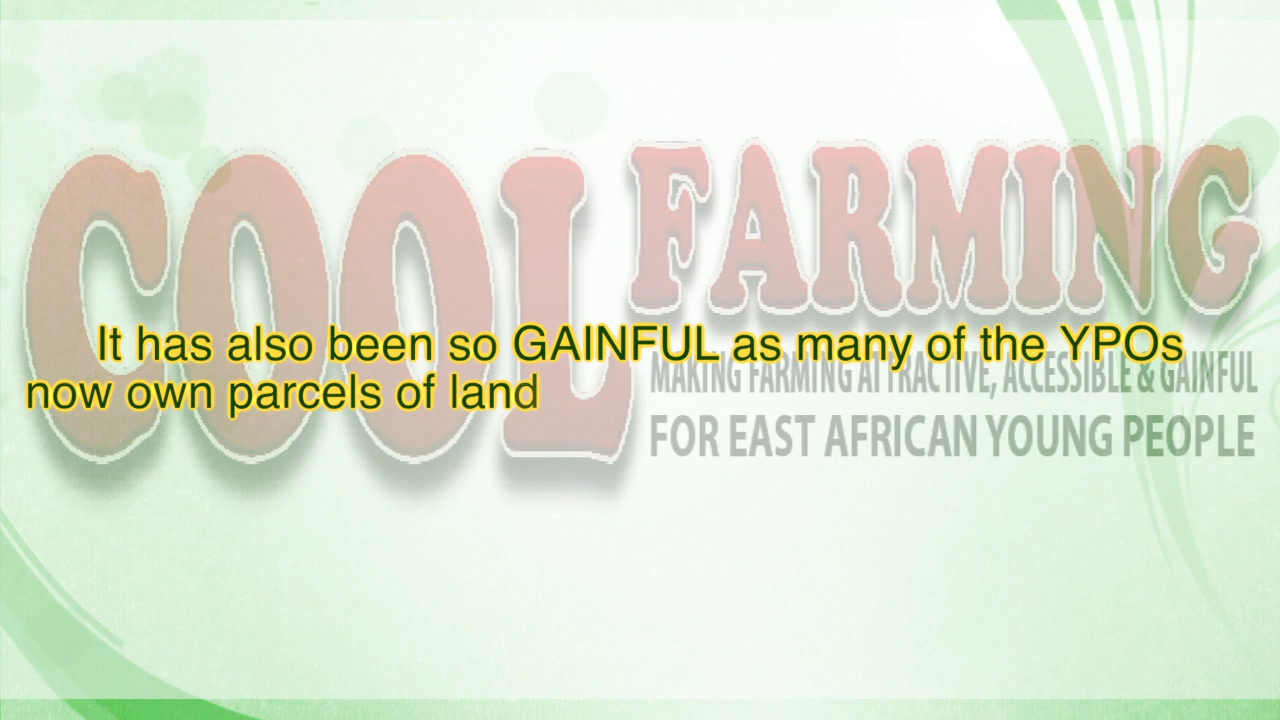 COOL FARMING
It has also been so GAINFUL as many of the YPOs
now own parcels of land
MAKING FARMING ATTRACTIVE, ACCESSIBLE & GAINFUL
FOR EAST AFRICAN YOUNG PEOPLE